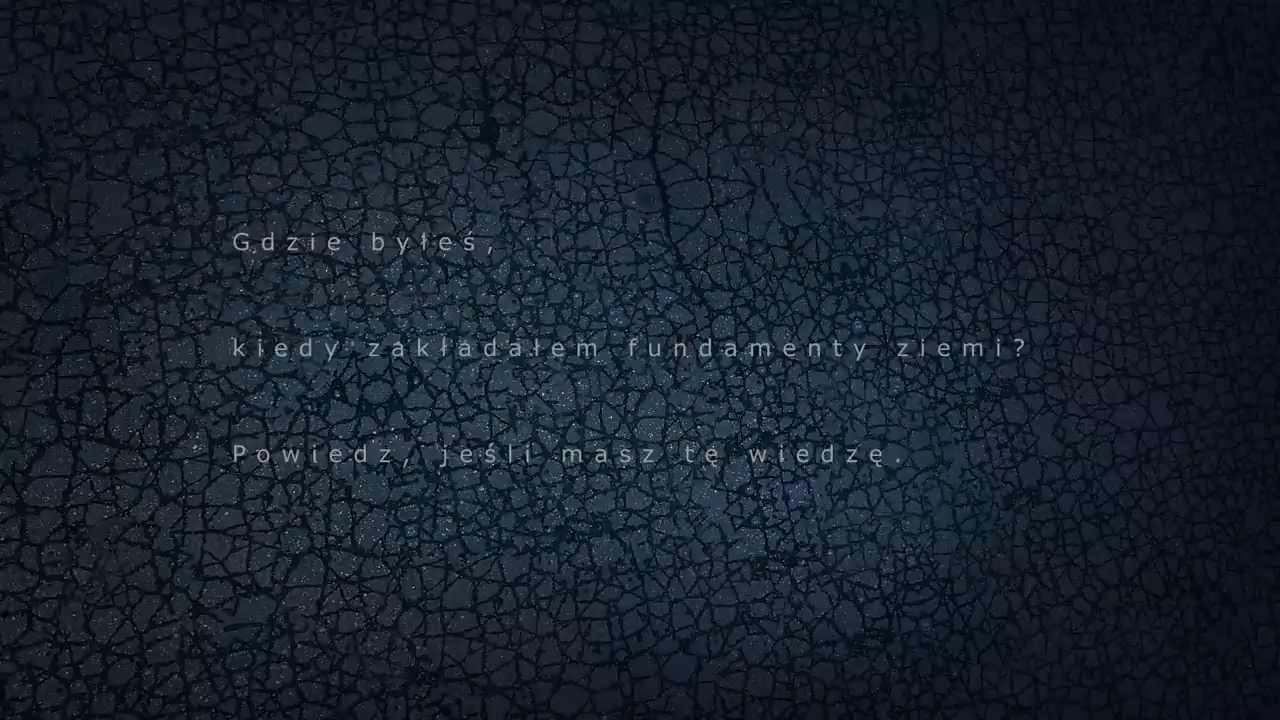 Gdzie byłeś,
kiedy zakładałem fundamenty ziemi?
Powiedz, jeśli masz tę wiedzę.